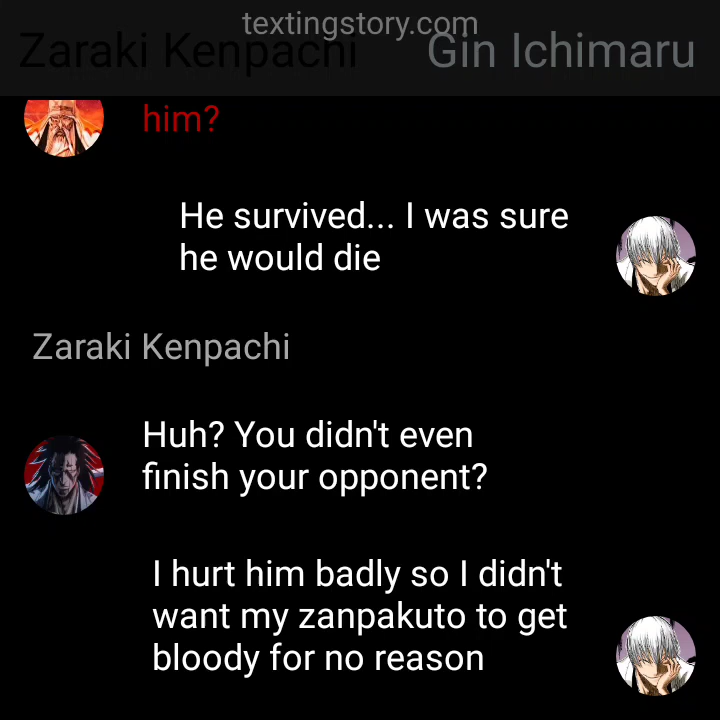 textingstory.com
Zaraki Kenpachi
Gin Ichimaru
him?
He survived... I was sure
he would die
Zaraki Kenpachi
Huh? You didn't even
finish your opponent?
I hurt him badly so I didn't
want my zanpakuto to get
bloody for no reason